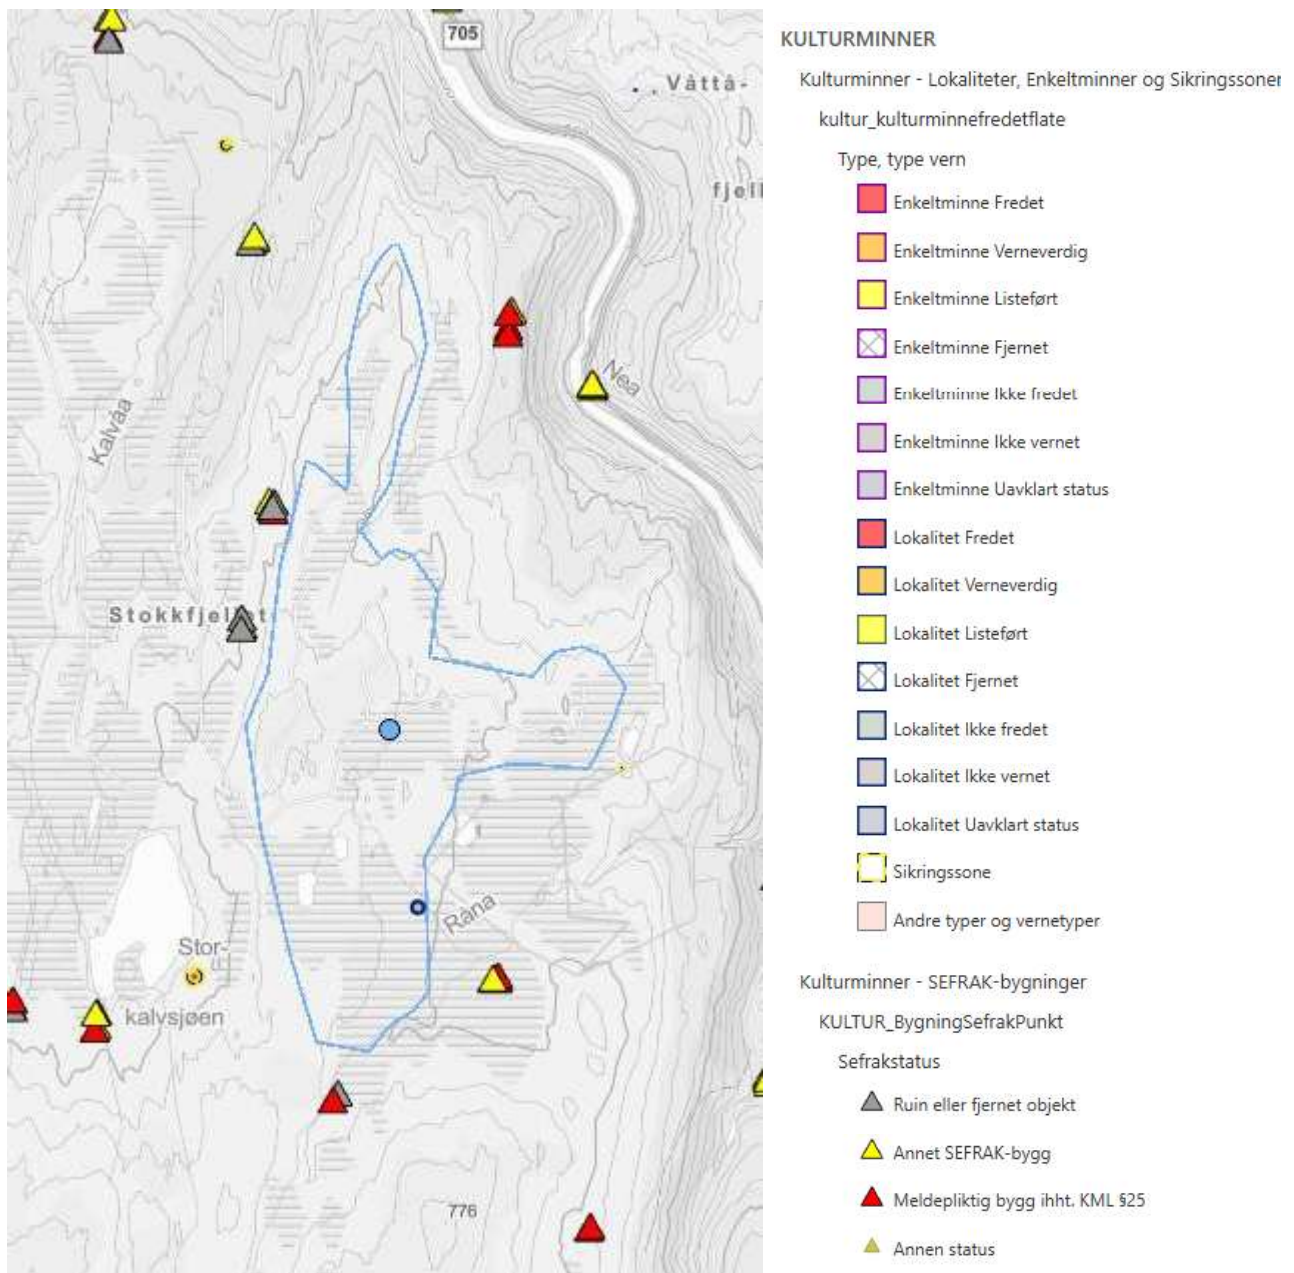 705
Våttå-
fjell
Kalvåa
Nea
Stokkfjellet
Råna
Stor-
kalvsjøen
776
KULTURMINNER
Kulturminner - Lokaliteter, Enkeltminner og Sikringssoner
kultur_kulturminnefredetflate
Type, type vern
Enkeltminne Fredet
Enkeltminne Verneverdig
Enkeltminne Listeført
Enkeltminne Fjernet
Enkeltminne Ikke fredet
Enkeltminne Ikke vernet
Enkeltminne Uavklart status
Lokalitet Fredet
Lokalitet Verneverdig
Lokalitet Listeført
Lokalitet Fjernet
Lokalitet Ikke fredet
Lokalitet Ikke vernet
Lokalitet Uavklart status
Sikringssone
Andre typer og vernetyper
Kulturminner - SEFRAK-bygninger
KULTUR_BygningSefrakPunkt
Sefrakstatus
Ruin eller fjernet objekt
Annet SEFRAK-bygg
Meldepliktig bygg ihht. KML §25
Annen status